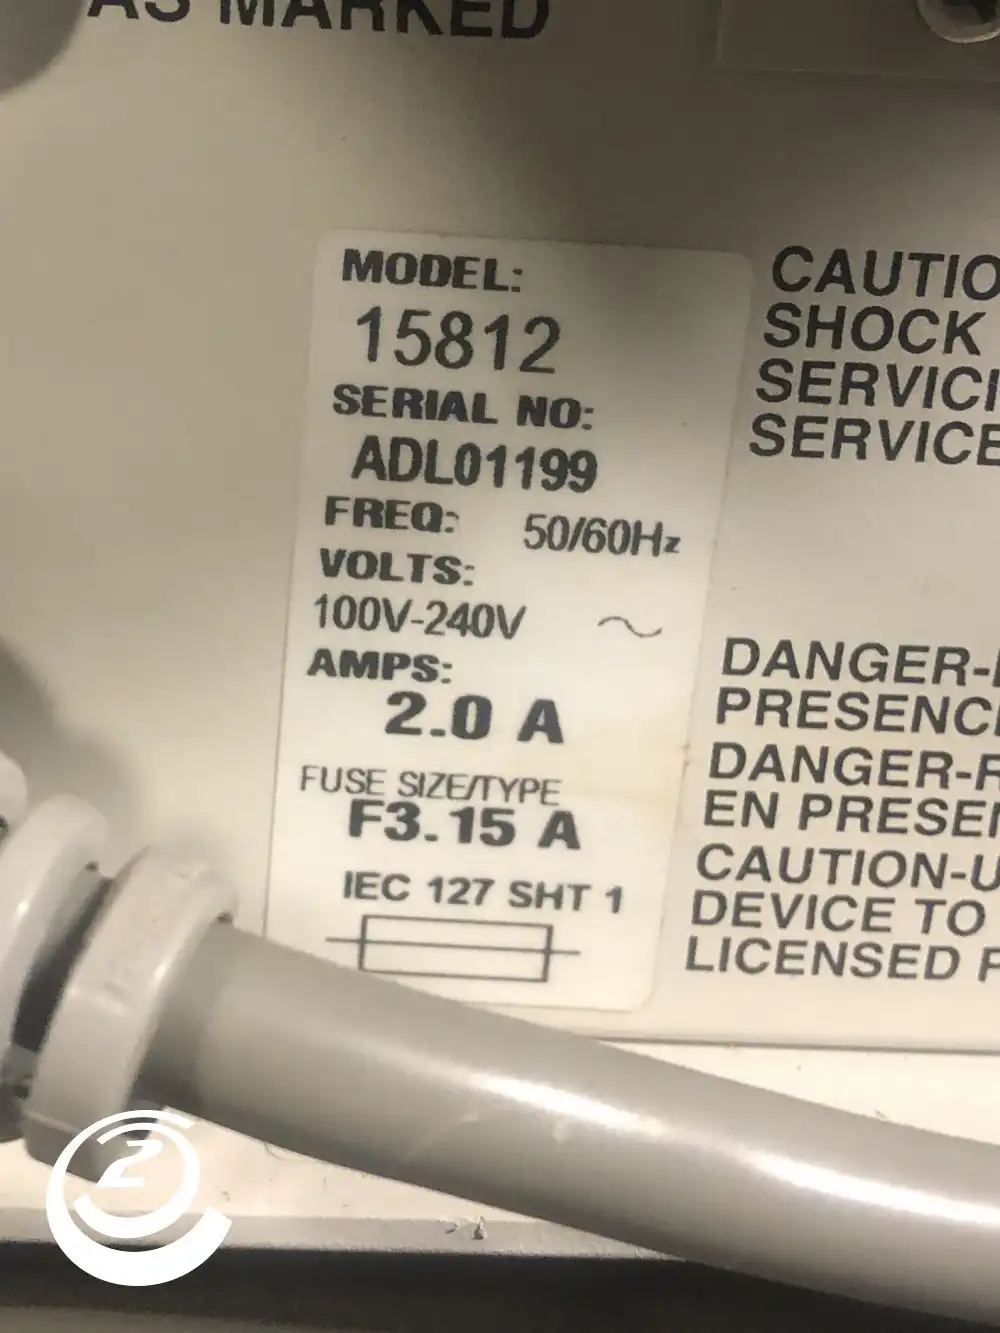 AS MARKED
MODEL:
15812
SERIAL NO:
ADL01199
FREQ: 50/60Hz
VOLTS:
100V-240V ~
AMPS:
2.0 A
FUSE SIZE/TYPE
F3.15 A
IEC 127 SHT 1
CAUTIO
SHOCK
SERVICI
SERVICE
DANGER-
PRESENC
DANGER-R
EN PRESEN
CAUTION-U
DEVICE TO
LICENSED P
2